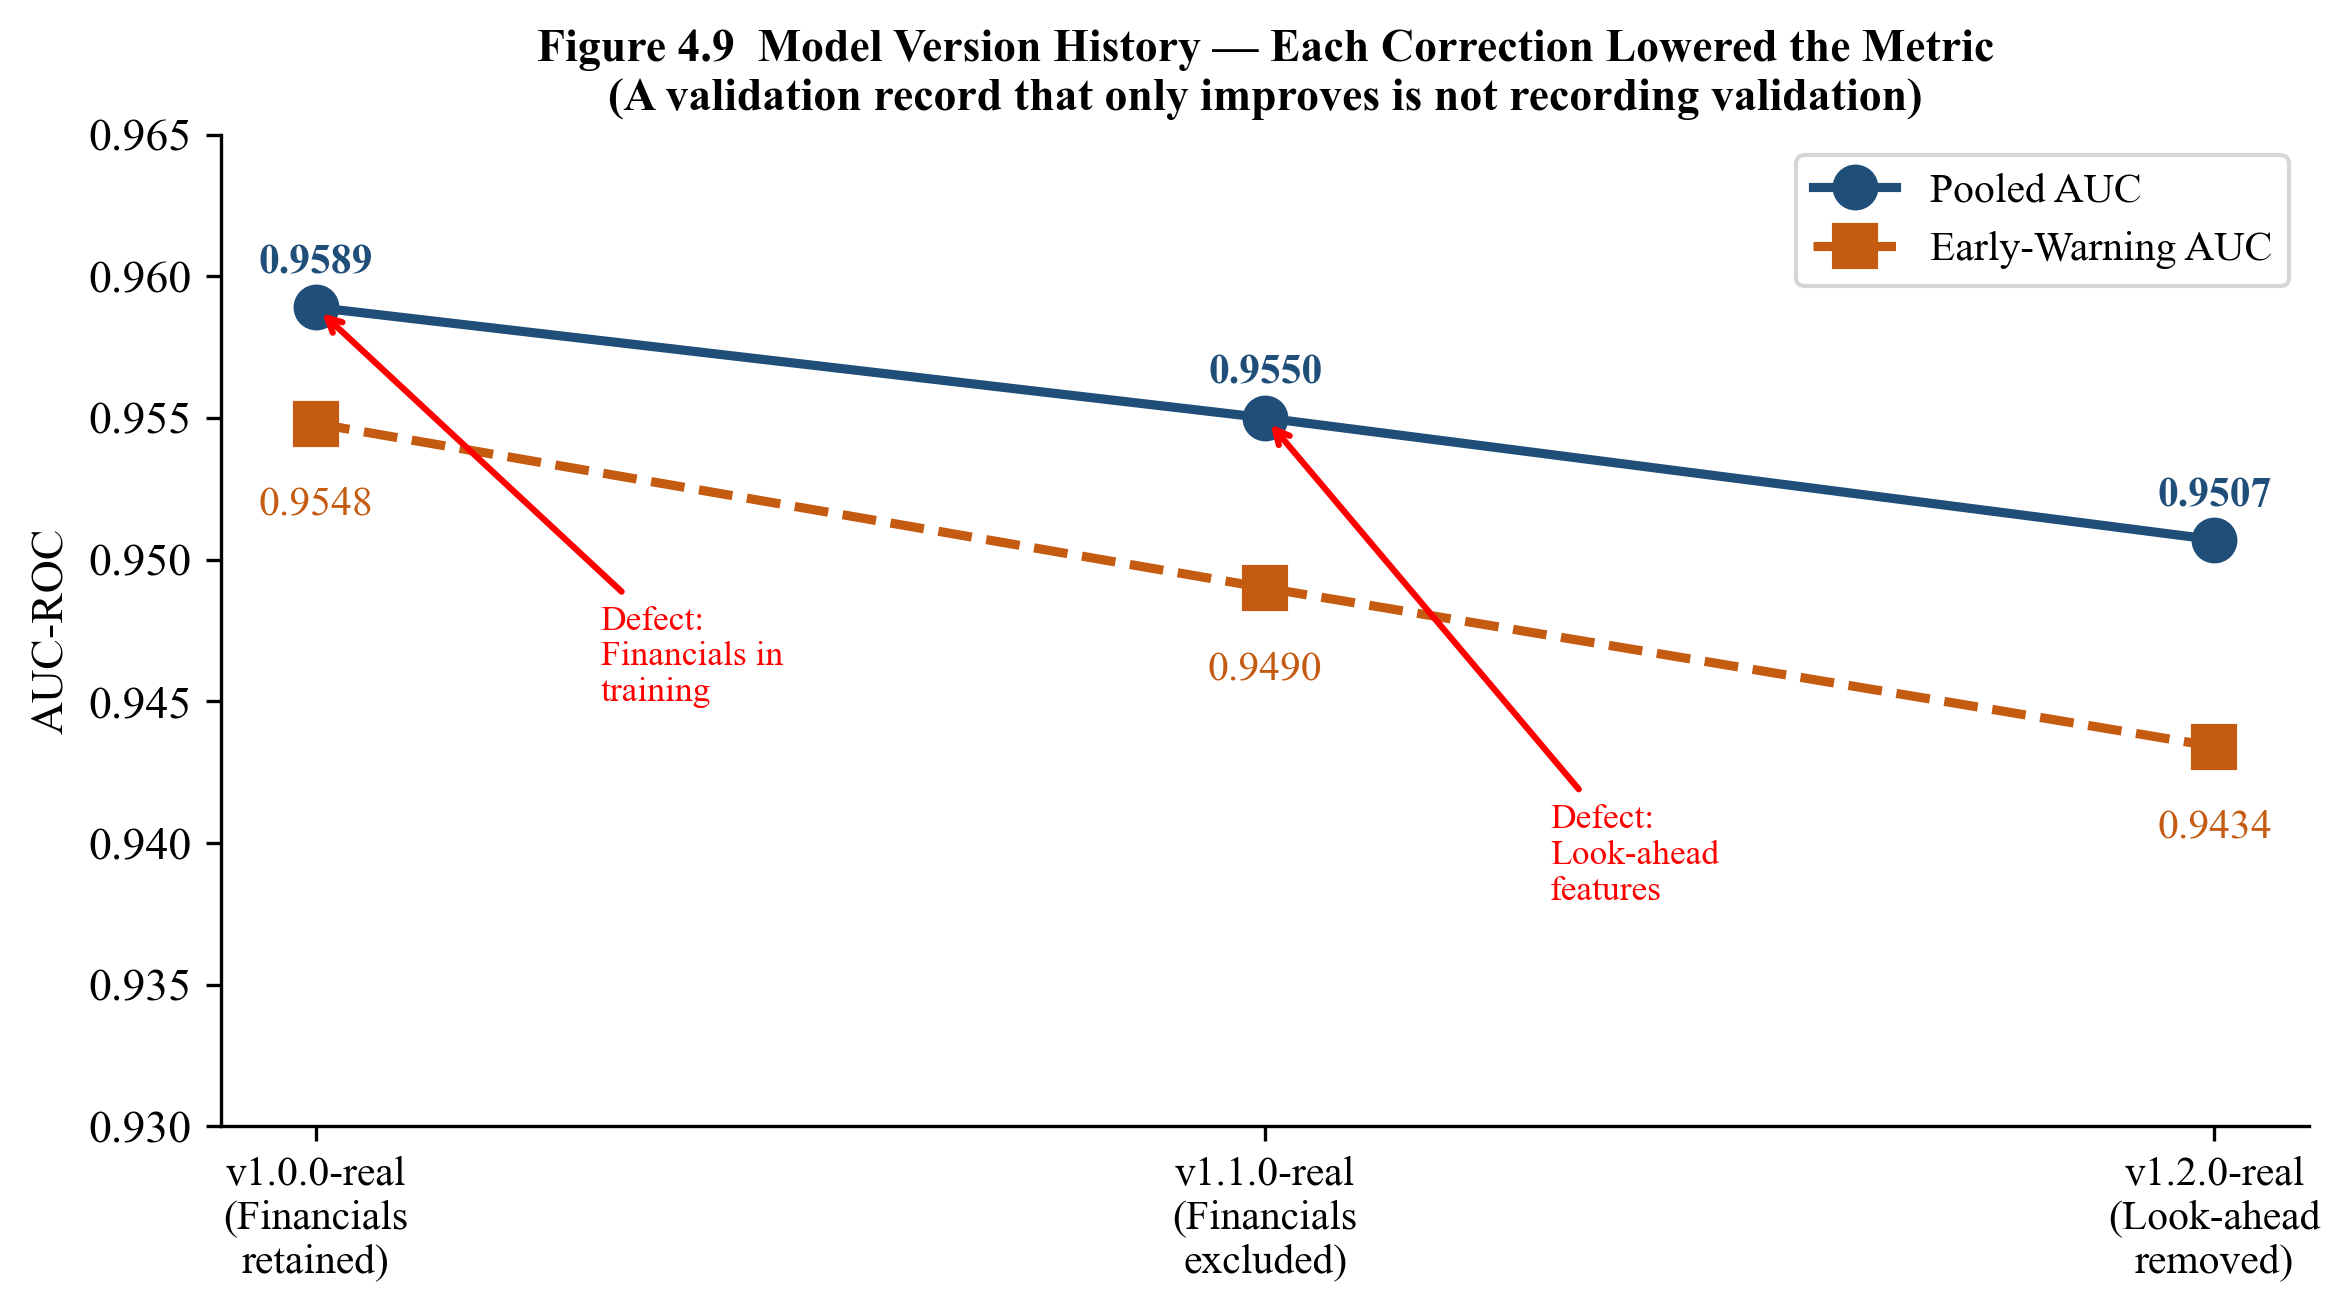 Figure 4.9  Model Version History — Each Correction Lowered the Metric
(A validation record that only improves is not recording validation)
Pooled AUC
Early-Warning AUC
AUC-ROC
0.965
0.960
0.955
0.950
0.945
0.940
0.935
0.930
0.9589
0.9550
0.9507
0.9548
0.9490
0.9434
Defect:
Financials in
training
Defect:
Look-ahead
features
v1.0.0-real
(Financials
retained)
v1.1.0-real
(Financials
excluded)
v1.2.0-real
(Look-ahead
removed)